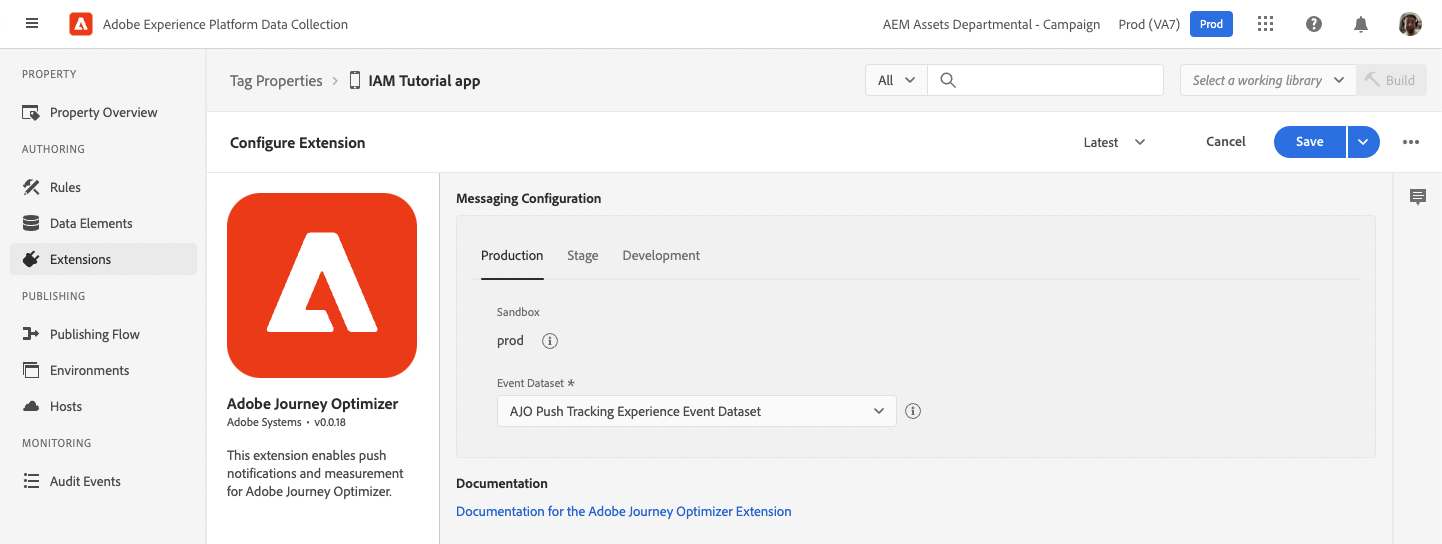 Adobe Experience Platform Data Collection
AEM Assets Departmental - Campaign
Prod (VA7)
Prod
PROPERTY
Property Overview
AUTHORING
Rules
Data Elements
Extensions
PUBLISHING
Publishing Flow
Environments
Hosts
MONITORING
Audit Events
Tag Properties
IAM Tutorial app
All
Select a working library
Build
Configure Extension
Latest
Cancel
Save
Adobe Journey Optimizer
Adobe Systems • v0.0.18
This extension enables push
notifications and measurement
for Adobe Journey Optimizer.
Messaging Configuration
Production
Stage
Development
Sandbox
prod
Event Dataset *
AJO Push Tracking Experience Event Dataset
Documentation
Documentation for the Adobe Journey Optimizer Extension